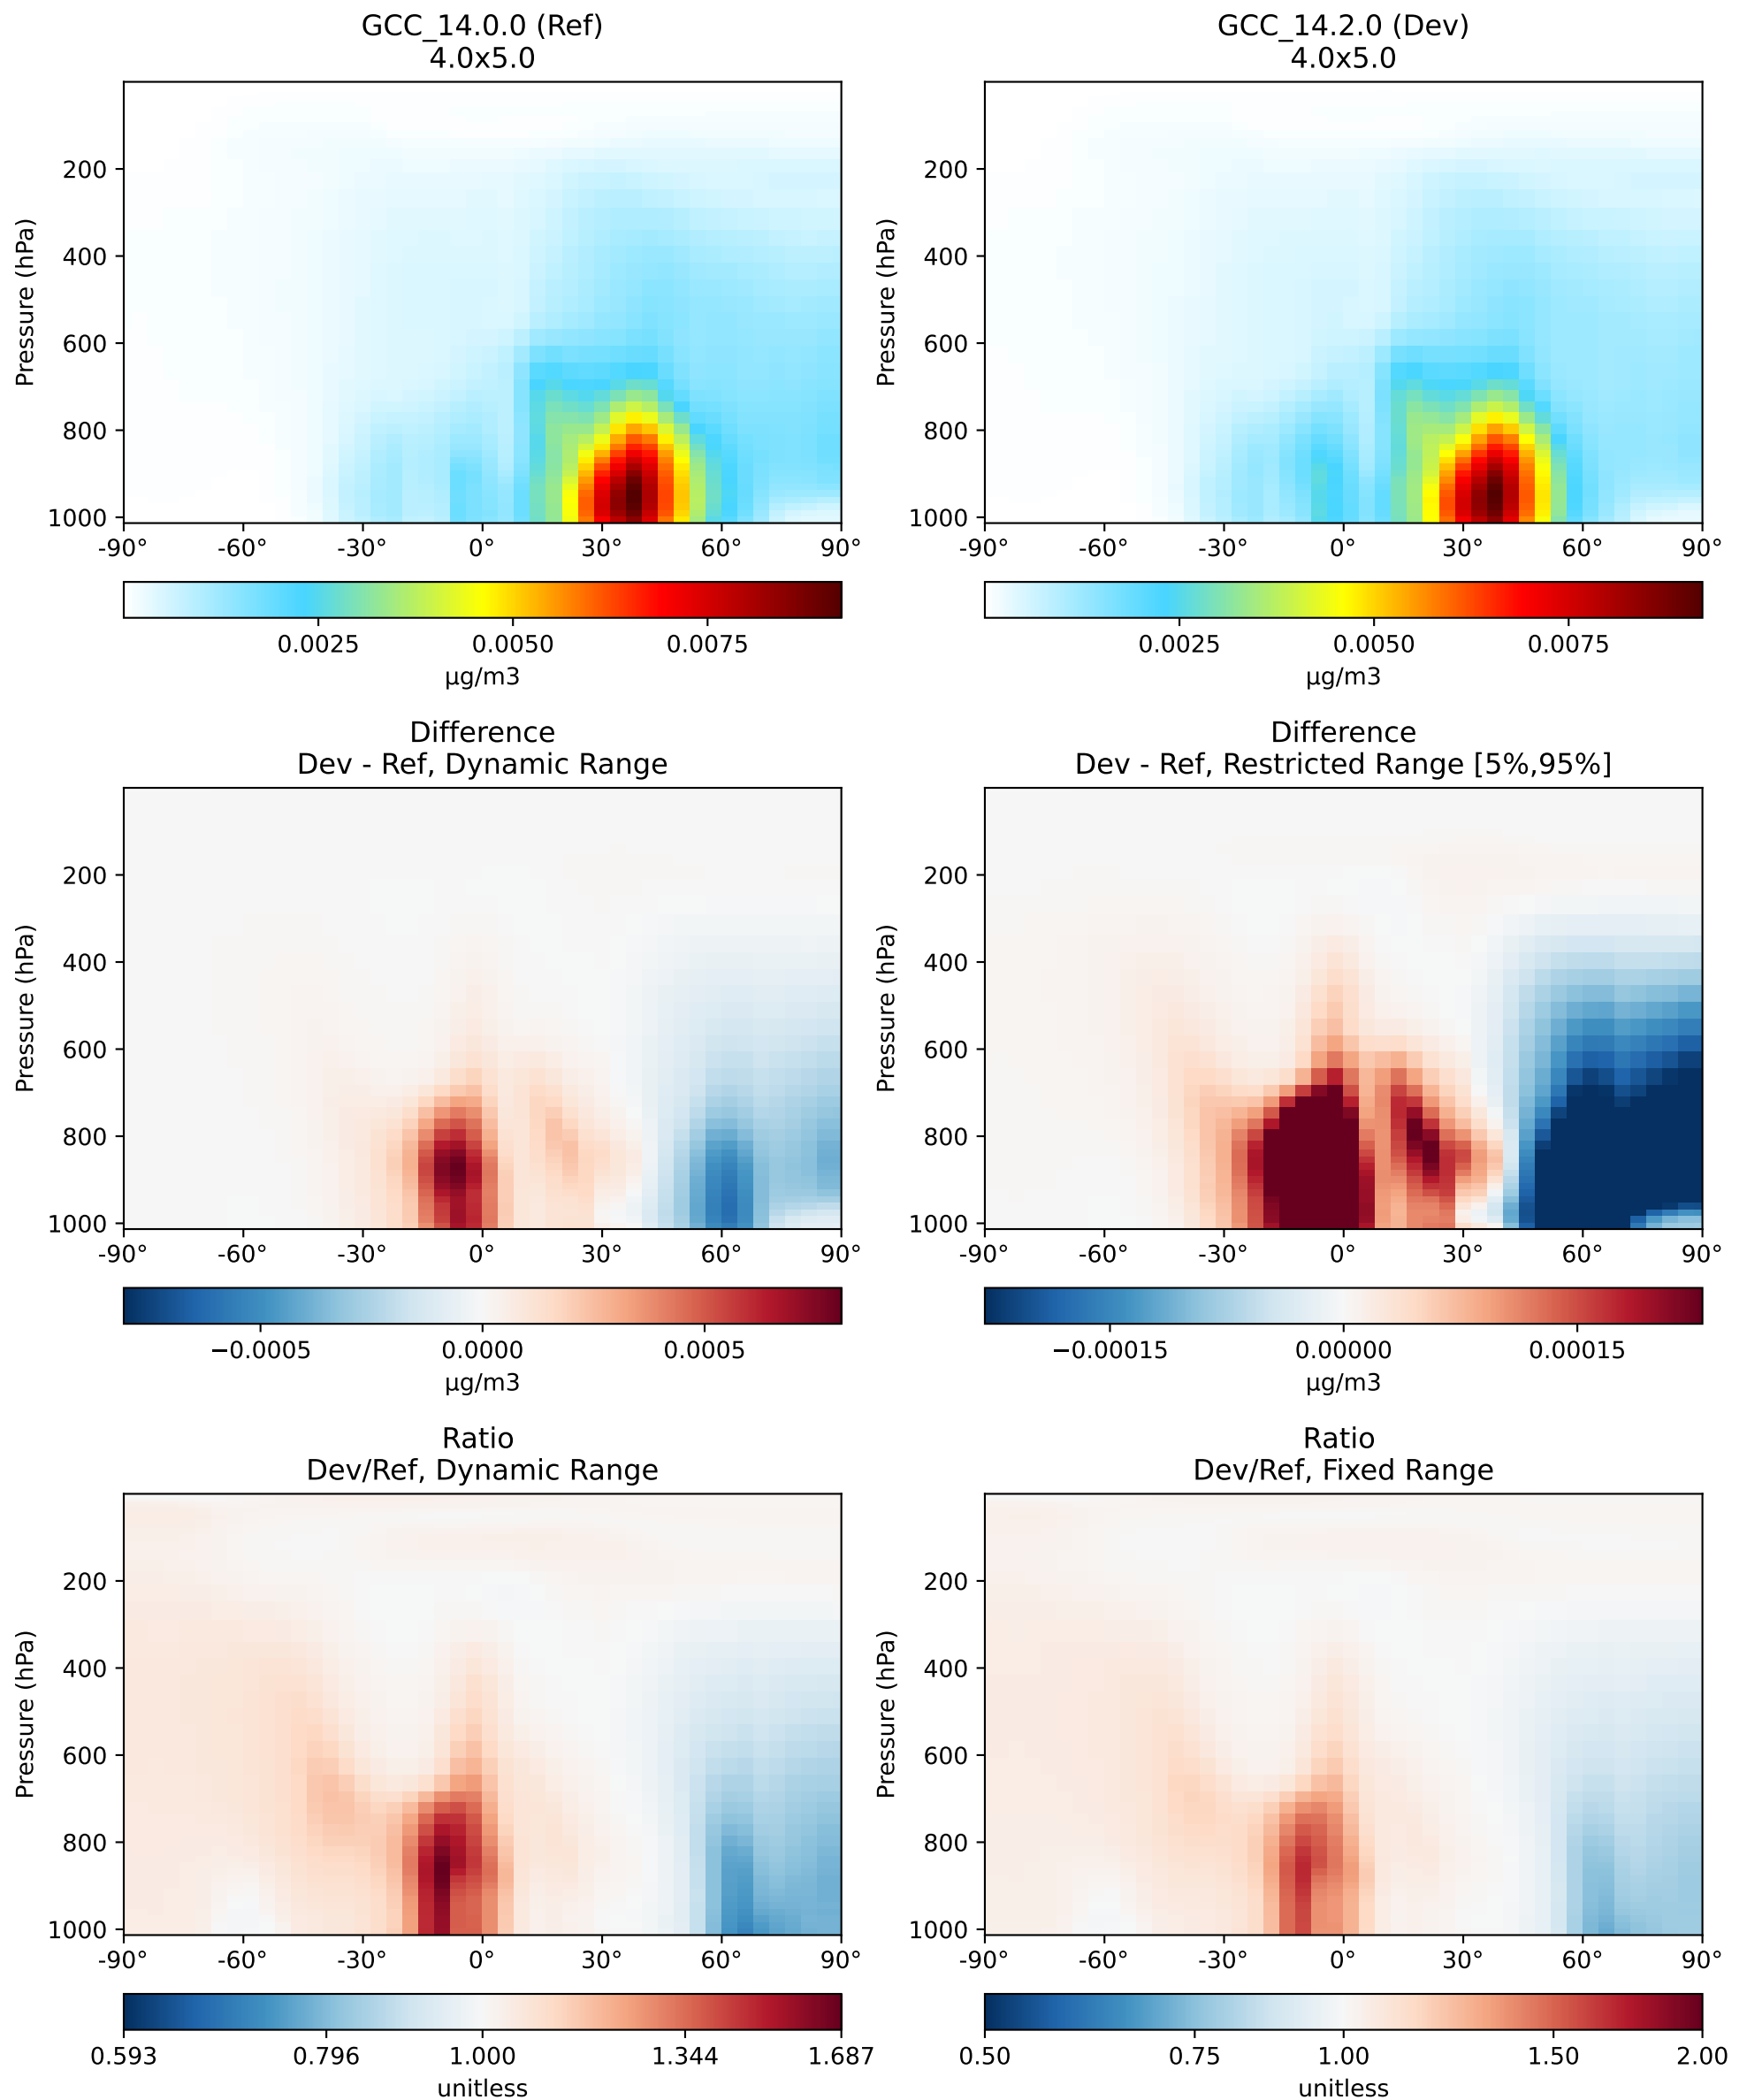 GCC_14.0.0 (Ref)
4.0x5.0
GCC_14.2.0 (Dev)
4.0x5.0
Pressure (hPa)
200
400
600
800
1000
-90° -60° -30° 0° 30° 60° 90°
0.0025 0.0050 0.0075
µg/m3
Pressure (hPa)
200
400
600
800
1000
-90° -60° -30° 0° 30° 60° 90°
0.0025 0.0050 0.0075
µg/m3
Difference
Dev - Ref, Dynamic Range
Difference
Dev - Ref, Restricted Range [5%,95%]
Pressure (hPa)
200
400
600
800
1000
-90° -60° -30° 0° 30° 60° 90°
−0.0005 0.0000 0.0005
µg/m3
Pressure (hPa)
200
400
600
800
1000
-90° -60° -30° 0° 30° 60° 90°
−0.00015 0.00000 0.00015
µg/m3
Ratio
Dev/Ref, Dynamic Range
Ratio
Dev/Ref, Fixed Range
Pressure (hPa)
200
400
600
800
1000
-90° -60° -30° 0° 30° 60° 90°
0.593 0.796 1.000 1.344 1.687
unitless
Pressure (hPa)
200
400
600
800
1000
-90° -60° -30° 0° 30° 60° 90°
0.50 0.75 1.00 1.50 2.00
unitless